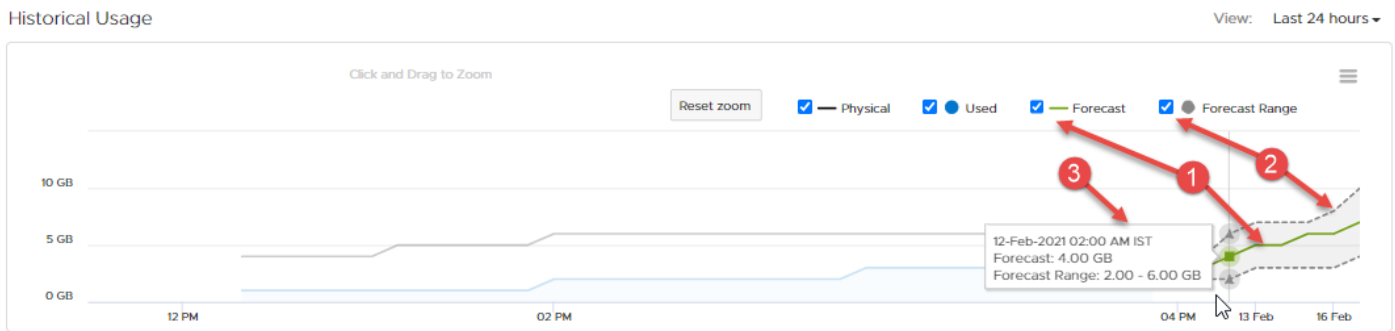 Historical Usage
View: Last 24 hours
Click and Drag to Zoom
Reset zoom
Physical
Used
Forecast
Forecast Range
1
2
3
10 GB
5 GB
0 GB
12-Feb-2021 02:00 AM IST
Forecast: 4.00 GB
Forecast Range: 2.00 - 6.00 GB
12 PM
02 PM
04 PM
13 Feb
16 Feb